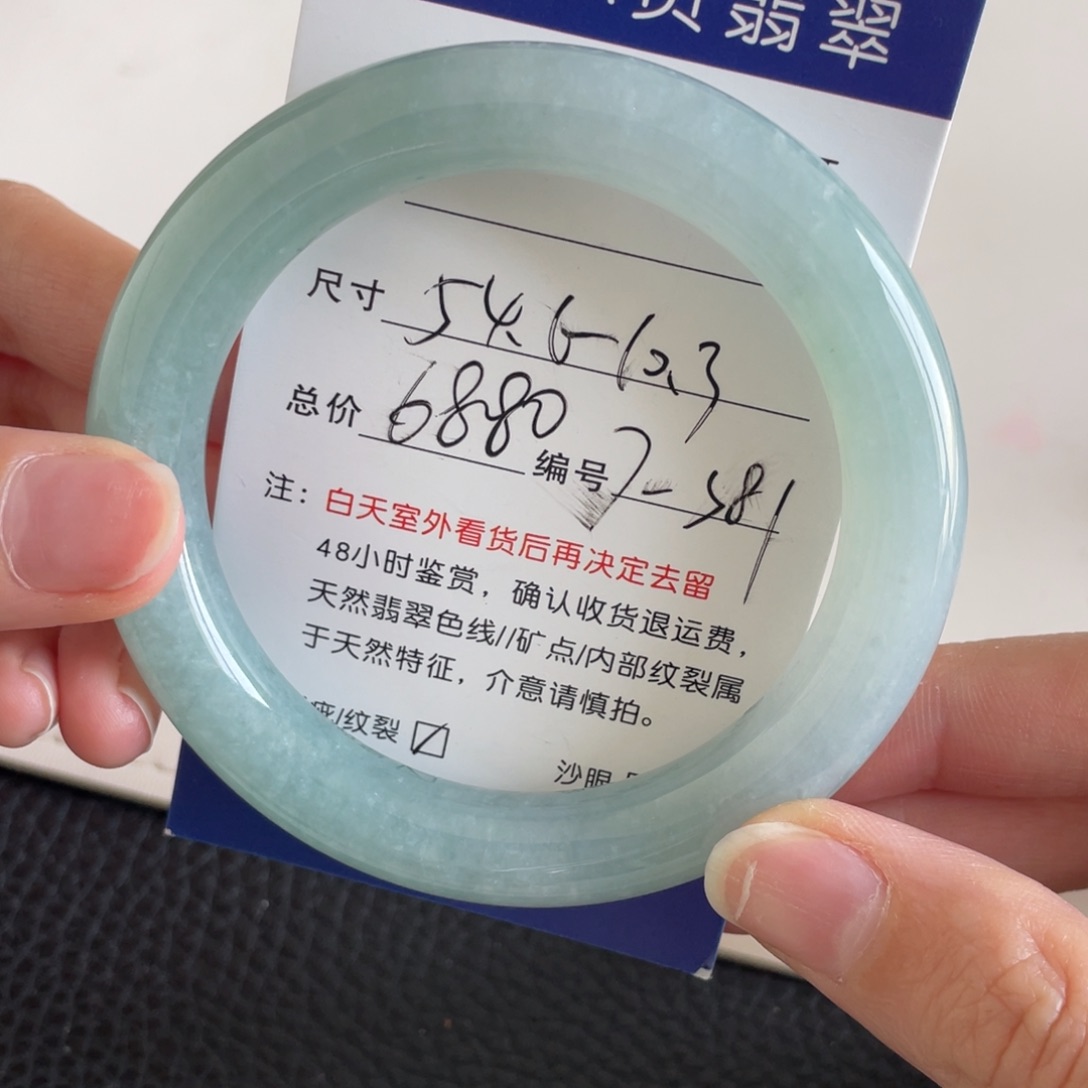 翡翠
尺寸 54.6-10.3
总价 6880 编号 7-381
注：白天室外看货后再决定去留
48小时鉴赏，确认收货退运费，
天然翡翠色线//矿点/内部纹裂属
于天然特征，介意请慎拍。
/纹裂 ☑
沙眼